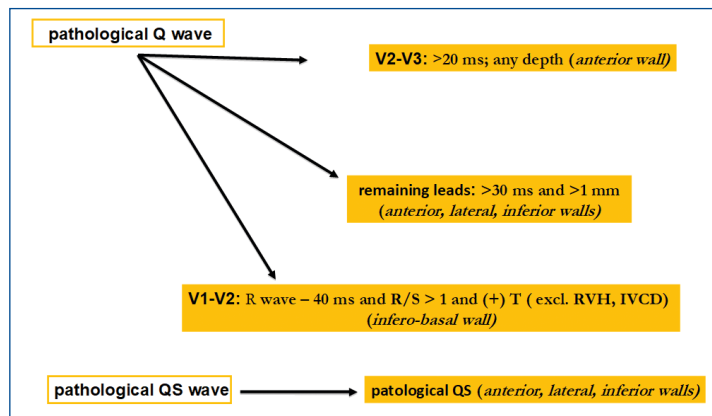 pathological Q wave
V2-V3: >20 ms; any depth (anterior wall)
remaining leads: >30 ms and >1 mm
(anterior, lateral, inferior walls)
V1-V2: R wave – 40 ms and R/S > 1 and (+) T ( excl. RVH, IVCD)
(infero-basal wall)
pathological QS wave
patological QS (anterior, lateral, inferior walls)